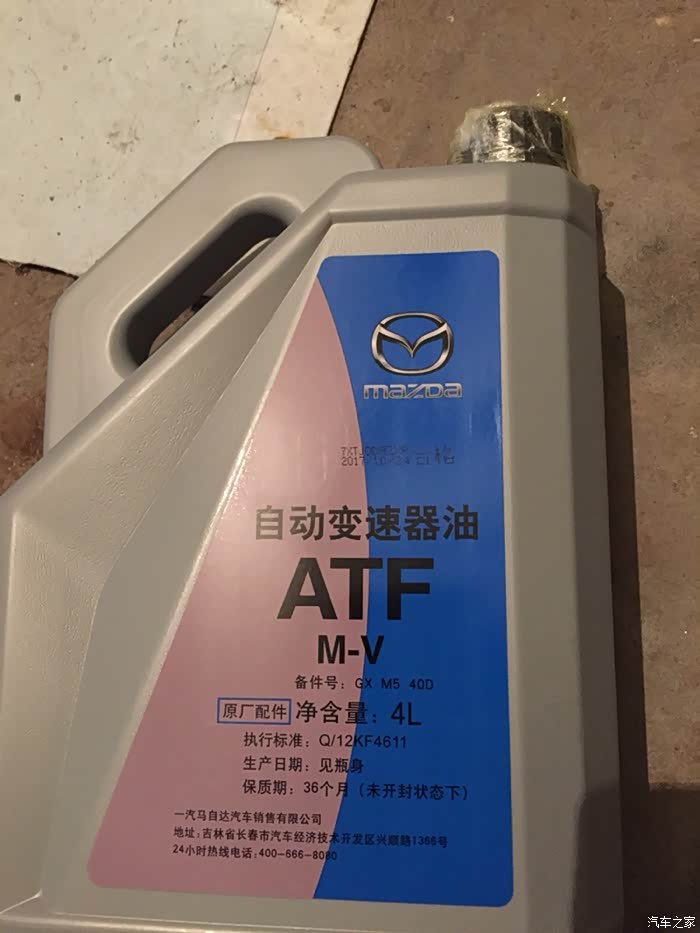 mazda
合格
自动变速器油
ATF
M-V
备件号: GX M5 40D
原厂配件 净含量: 4L
执行标准: Q/12KF4611
生产日期: 见瓶身
保质期: 36个月(未开封状态下)
一汽马自达汽车销售有限公司
地址:吉林省长春市汽车经济技术开发区兴顺路1366号
24小时热线电话:400-666-8080
汽车之家